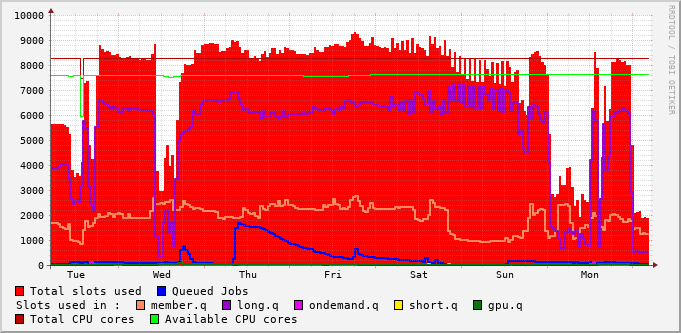 10000
9000
8000
7000
6000
5000
4000
3000
2000
1000
0
Tue Wed Thu Fri Sat Sun Mon
RRDTOOL / TOBI OETIKER
Total slots used Queued Jobs
Slots used in : member.q long.q ondemand.q short.q gpu.q
Total CPU cores Available CPU cores